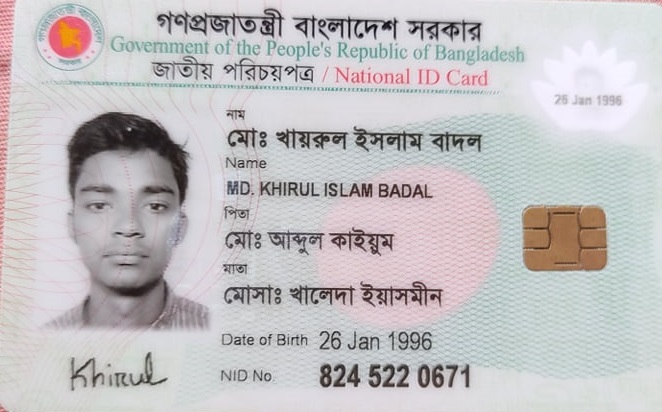 গণপ্রজাতন্ত্রী বাংলাদেশ সরকার
Government of the People's Republic of Bangladesh
জাতীয় পরিচয়পত্র / National ID Card
26 Jan 1996
নাম
মোঃ খায়রুল ইসলাম বাদল
Name
MD. KHIRUL ISLAM BADAL
পিতা
মোঃ আব্দুল কাইয়ুম
মাতা
মোসাঃ খালেদা ইয়াসমীন
Date of Birth 26 Jan 1996
NID No. 824 522 0671
Khirul